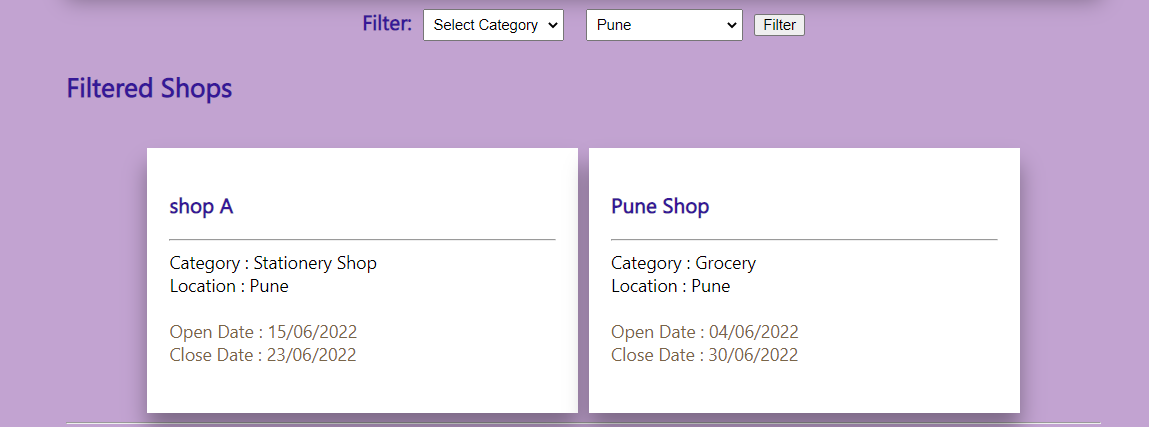 Filter: Select Category Pune Filter
Filtered Shops
shop A
Category : Stationery Shop
Location : Pune
Open Date : 15/06/2022
Close Date : 23/06/2022
Pune Shop
Category : Grocery
Location : Pune
Open Date : 04/06/2022
Close Date : 30/06/2022